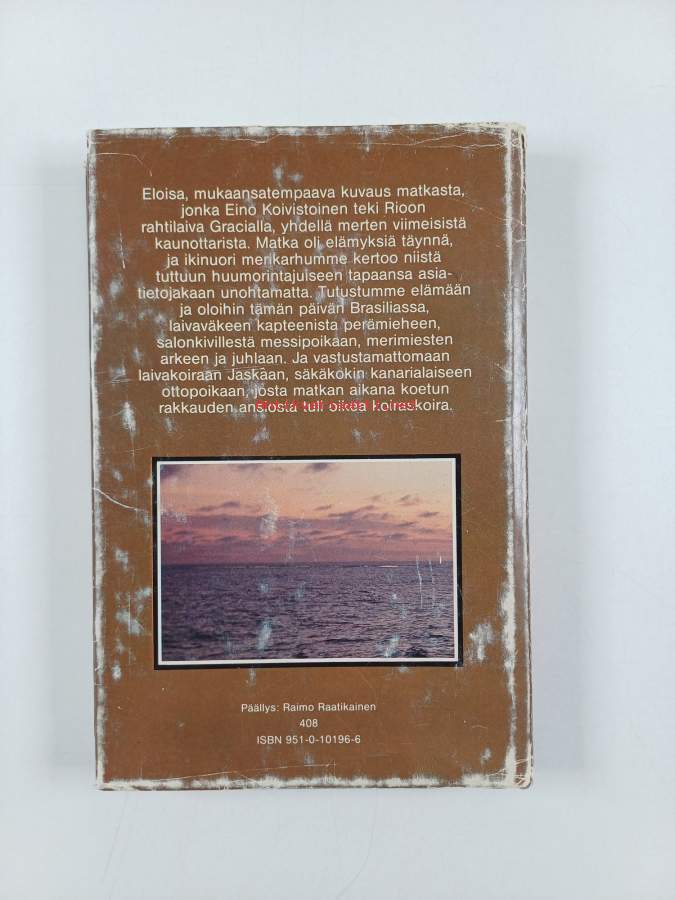 Eloisa, mukaansatempaava kuvaus matkasta,
jonka Eino Koivistoinen teki Rioon
rahtilaiva Gracialla, yhdellä merten viimeisistä
kaunottarista. Matka oli elämyksiä täynnä,
ja ikinuori merikarhumme kertoo niistä
tuttuun huumorintajuiseen tapaansa asia-
tietojakaan unohtamatta. Tutustumme elämään
ja oloihin tämän päivän Brasiliassa,
laivaväkeen kapteenista perämieheen,
salonkivillestä messipoikaan, merimiesten
arkeen ja juhlaan. Ja vastustamattomaan
laivakoiraan Jaskaan, säkäkokin kanarialaiseen
ottopoikaan, josta matkan aikana koetun
rakkauden ansiosta tuli oikea koiraskoira.
Päällys: Raimo Raatikainen
408
ISBN 951-0-10196-6